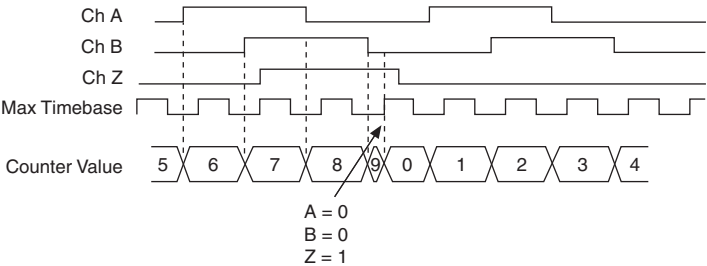 Ch A
Ch B
Ch Z
Max Timebase
Counter Value 5 6 7 8 9 0 1 2 3 4
A = 0
B = 0
Z = 1